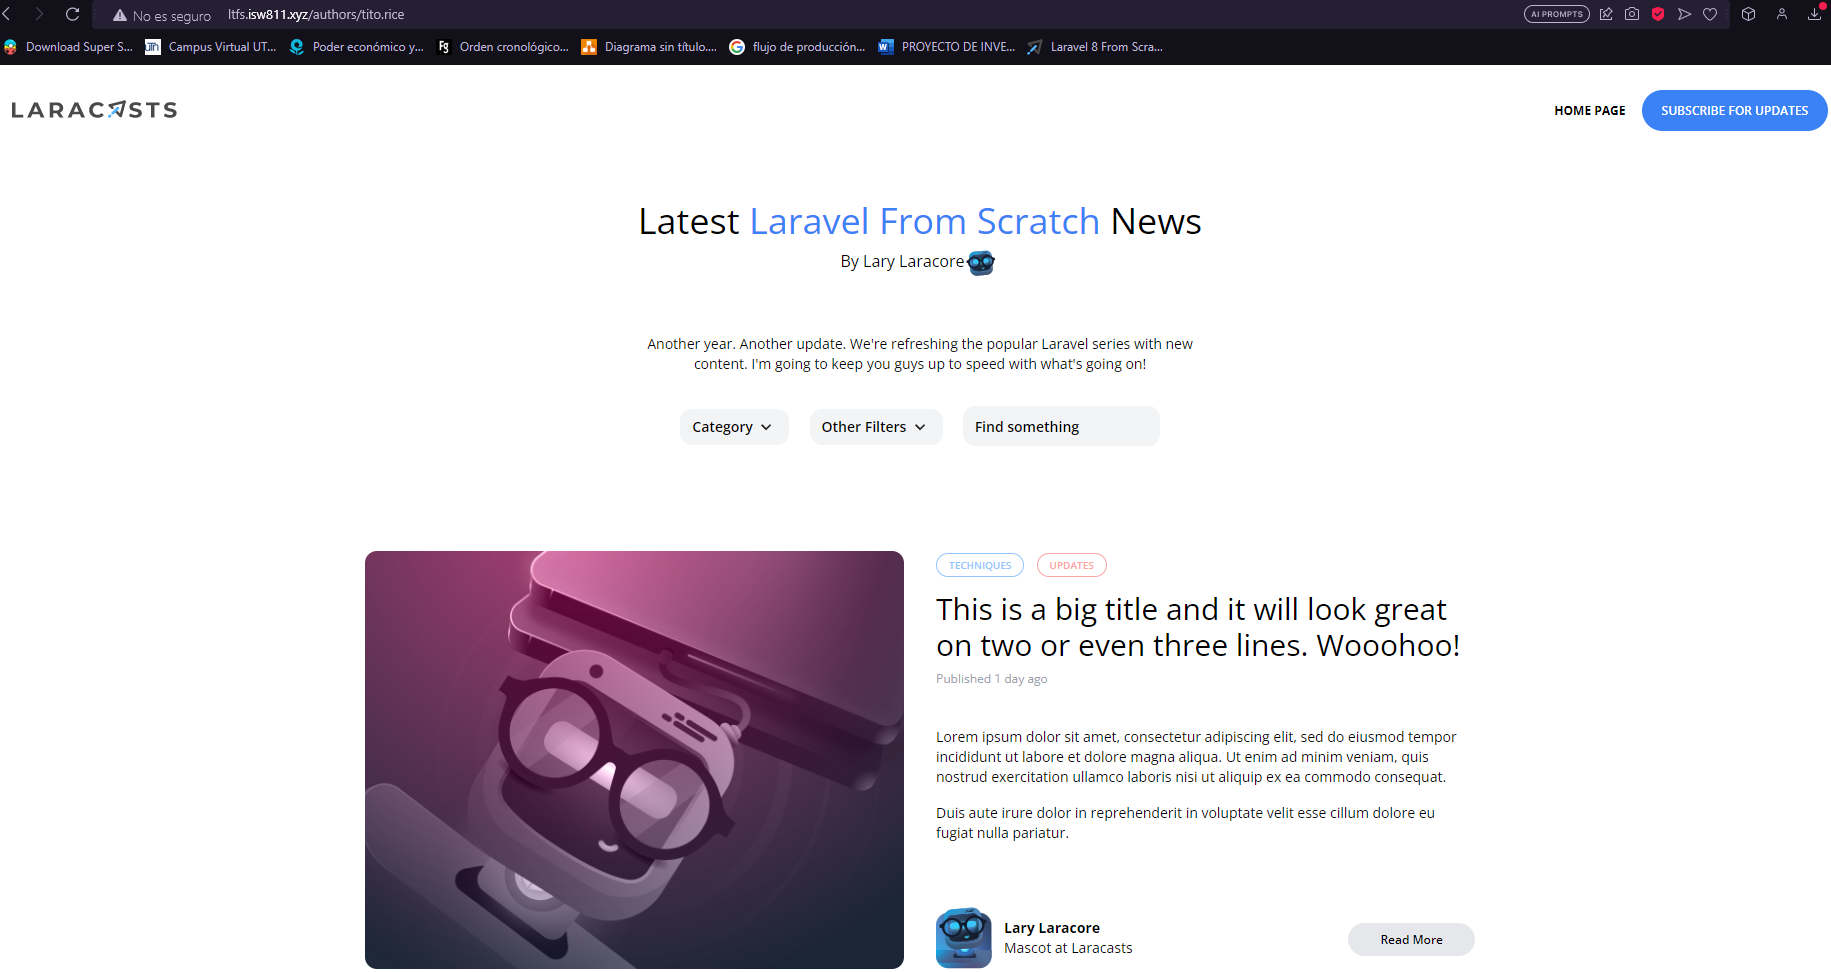 No es seguro ltfs.isw811.xyz/authors/tito.rice AI PROMPTS
Download Super S... Campus Virtual UT... Poder económico y... Fg Orden cronológico... Diagrama sin título.... flujo de producción... PROYECTO DE INVE... Laravel 8 From Scra...
LARACASTS
HOME PAGE SUBSCRIBE FOR UPDATES
Latest Laravel From Scratch News
By Lary Laracore
Another year. Another update. We're refreshing the popular Laravel series with new
content. I'm going to keep you guys up to speed with what's going on!
Category Other Filters Find something
TECHNIQUES UPDATES
This is a big title and it will look great
on two or even three lines. Wooohoo!
Published 1 day ago
Lorem ipsum dolor sit amet, consectetur adipiscing elit, sed do eiusmod tempor
incididunt ut labore et dolore magna aliqua. Ut enim ad minim veniam, quis
nostrud exercitation ullamco laboris nisi ut aliquip ex ea commodo consequat.
Duis aute irure dolor in reprehenderit in voluptate velit esse cillum dolore eu
fugiat nulla pariatur.
Lary Laracore
Mascot at Laracasts
Read More